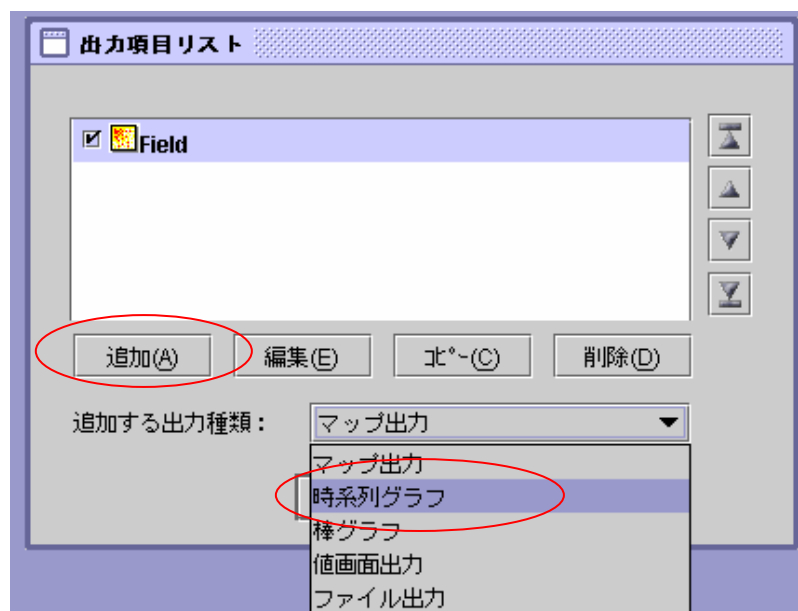 出力項目リスト
Field
追加(A) 編集(E) ｺﾋﾟｰ(C) 削除(D)
追加する出力種類： マップ出力
マップ出力
時系列グラフ
棒グラフ
値画面出力
ファイル出力